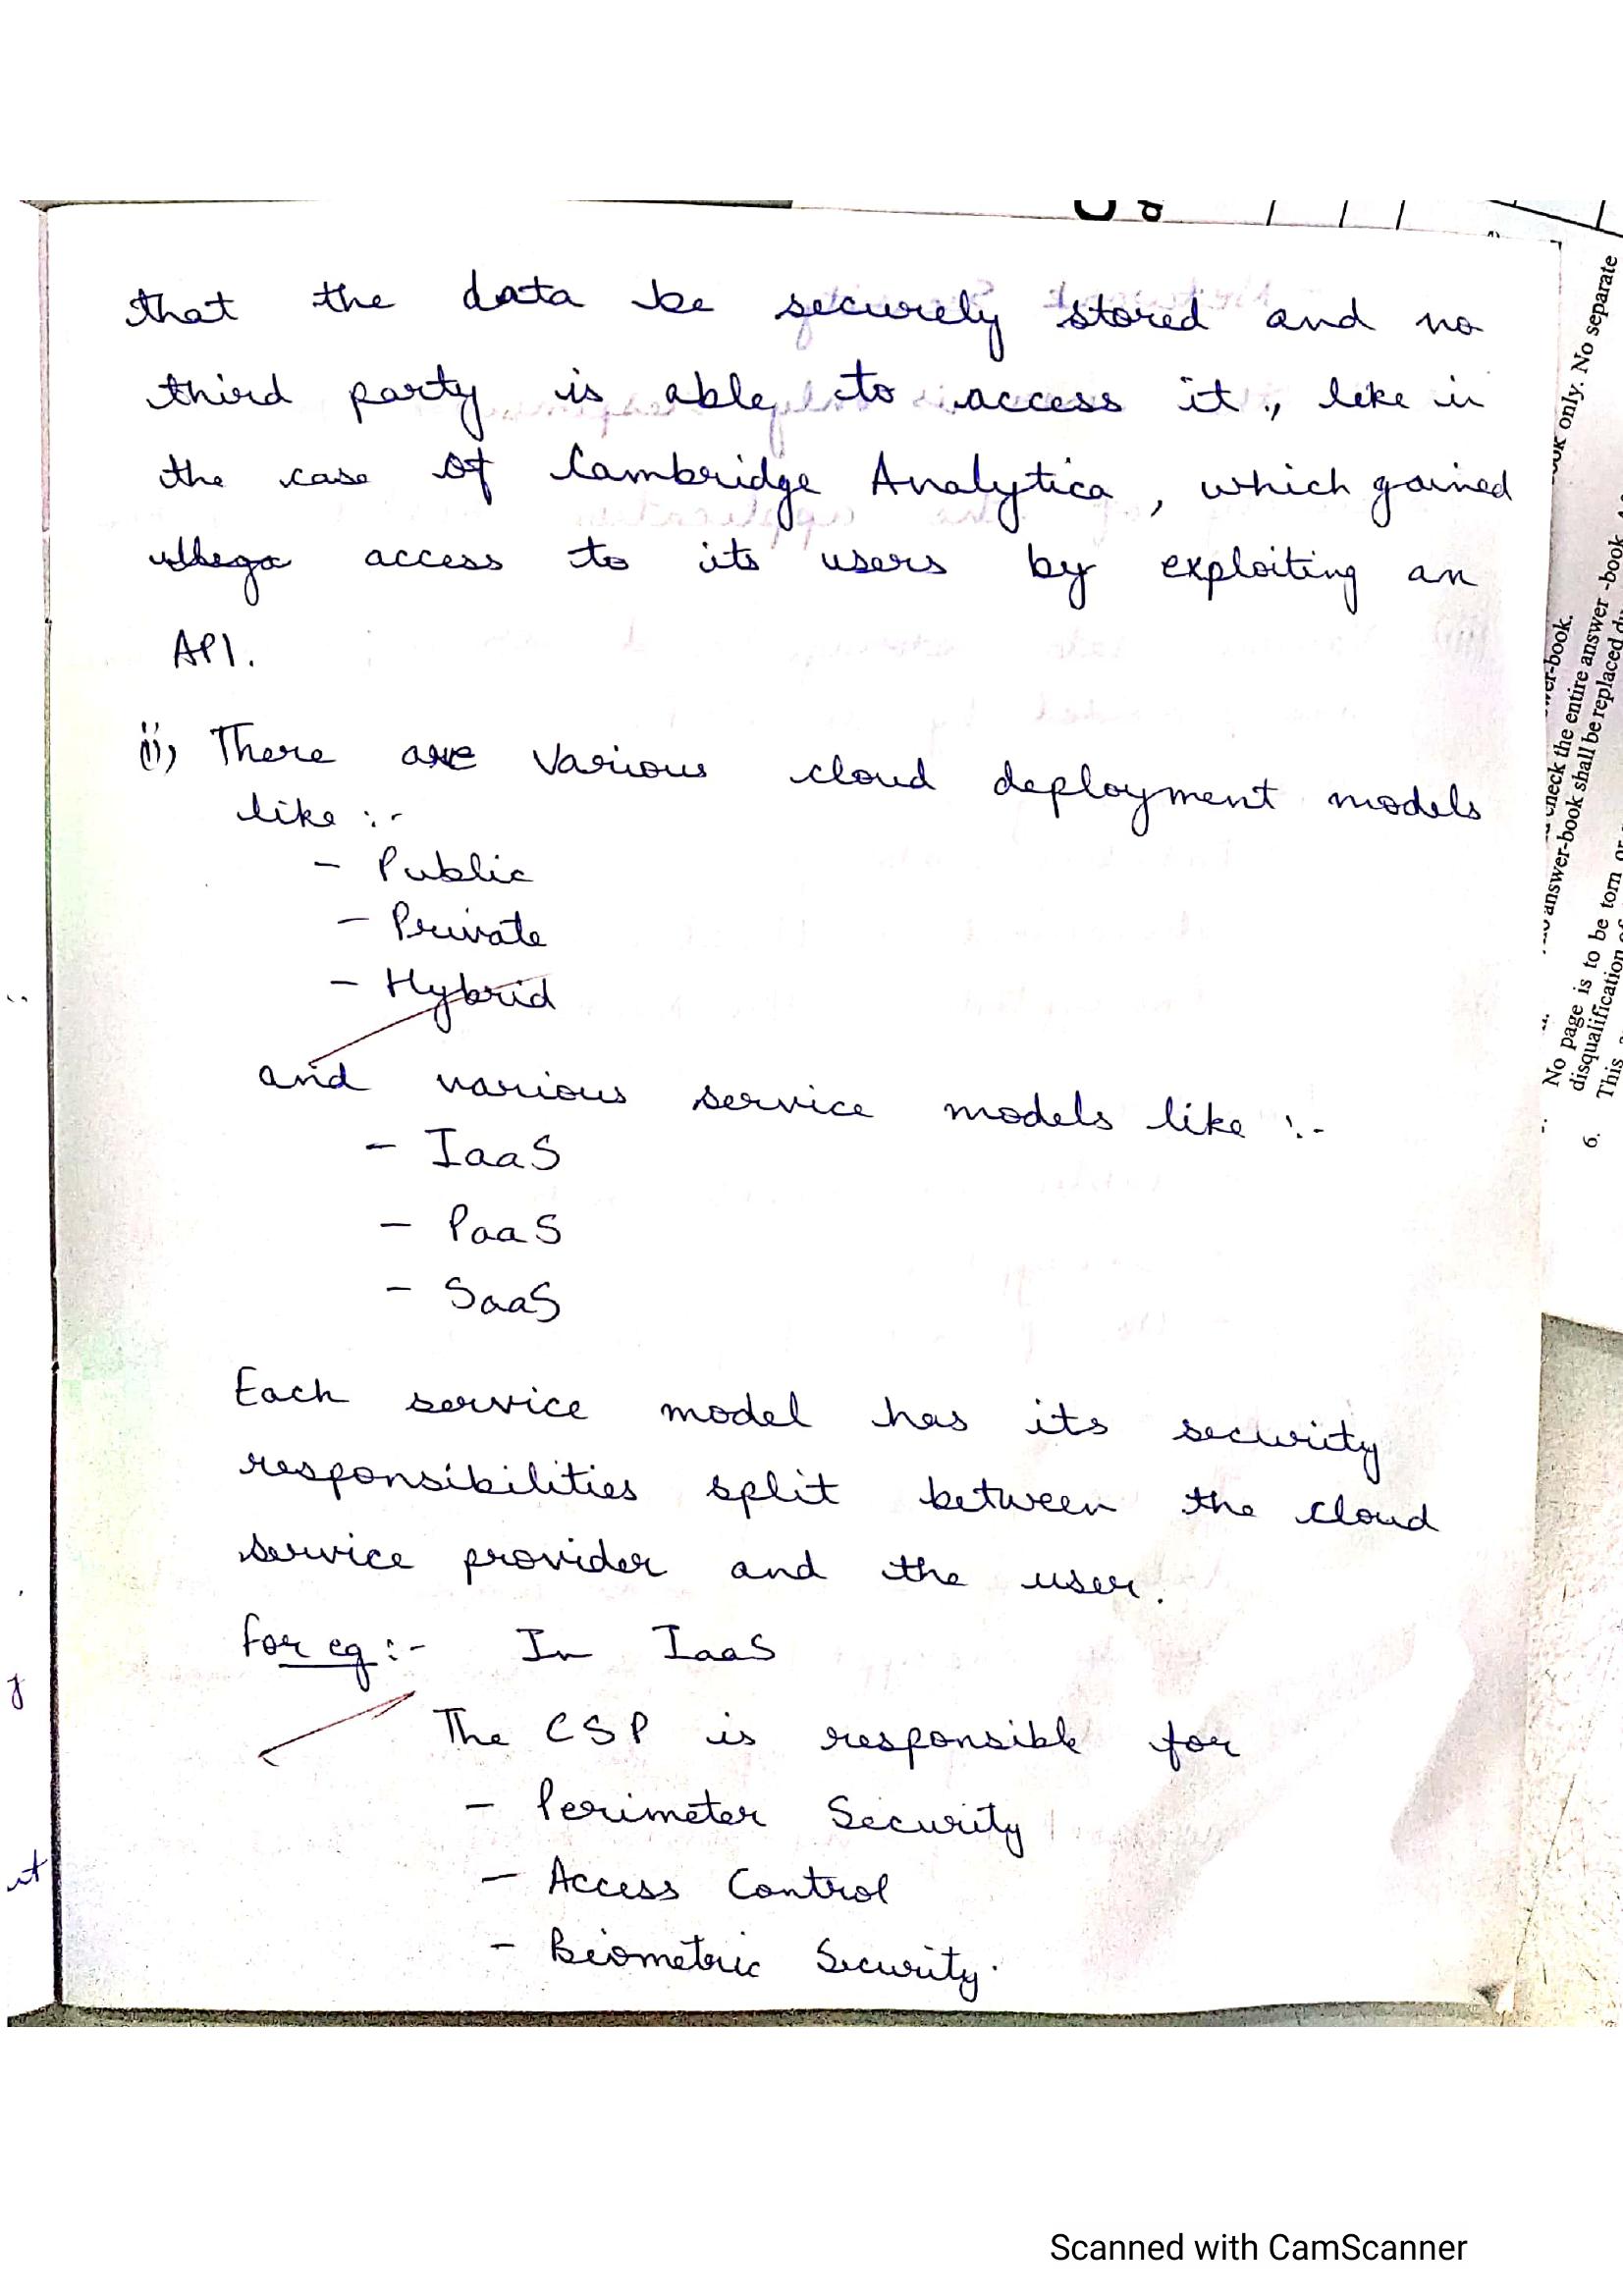 that the data be securely stored and no
third party is able to access it, like in
the case of Cambridge Analytica, which gained
access to its users by exploiting an
API.
ii) There are various cloud deployment models
like :-
- Public
- Private
- Hybrid
and various service models like :-
- IaaS
- PaaS
- SaaS
Each service model has its security
responsibilities split between the cloud
service provider and the user.
For eg :- In IaaS
The CSP is responsible for
- Perimeter Security
- Access Control
- Biometric Security.
only. No separate
check the entire answer -book
answer-book shall be replaced
No page is to be torn or
disqualification of
6. This
Scanned with CamScanner